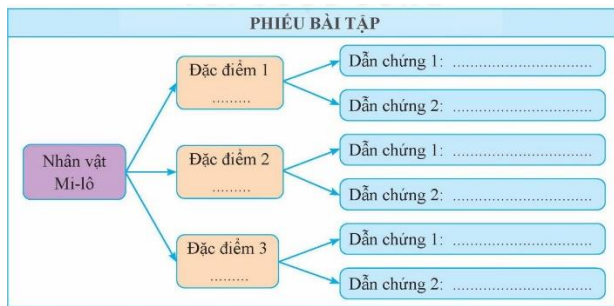 PHIẾU BÀI TẬP
Nhân vật
Mi-lô
Đặc điểm 1
.........
Dẫn chứng 1: ................................
Dẫn chứng 2: ................................
Đặc điểm 2
.........
Dẫn chứng 1: ................................
Dẫn chứng 2: ................................
Đặc điểm 3
.........
Dẫn chứng 1: ................................
Dẫn chứng 2: ................................